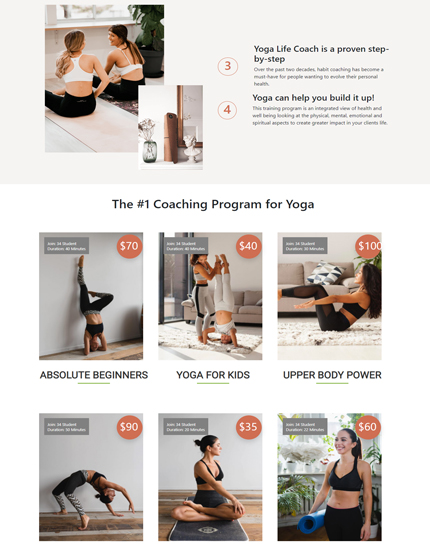 3
Yoga Life Coach is a proven step-
by-step
Over the past two decades, habit coaching has become a
must-have for people wanting to evolve their personal
health.
4
Yoga can help you build it up!
This training program is an integrated view of health and
well being looking at the physical, mental, emotional and
spiritual aspects to create greater impact in your clients life.
The #1 Coaching Program for Yoga
Join: 34 Student
Duration: 40 Minutes
$70
Join: 34 Student
Duration: 40 Minutes
$40
Join: 34 Student
Duration: 30 Minutes
$100
ABSOLUTE BEGINNERS
YOGA FOR KIDS
UPPER BODY POWER
Join: 34 Student
Duration: 50 Minutes
$90
Join: 34 Student
Duration: 20 Minutes
$35
Join: 34 Student
Duration: 22 Minutes
$60